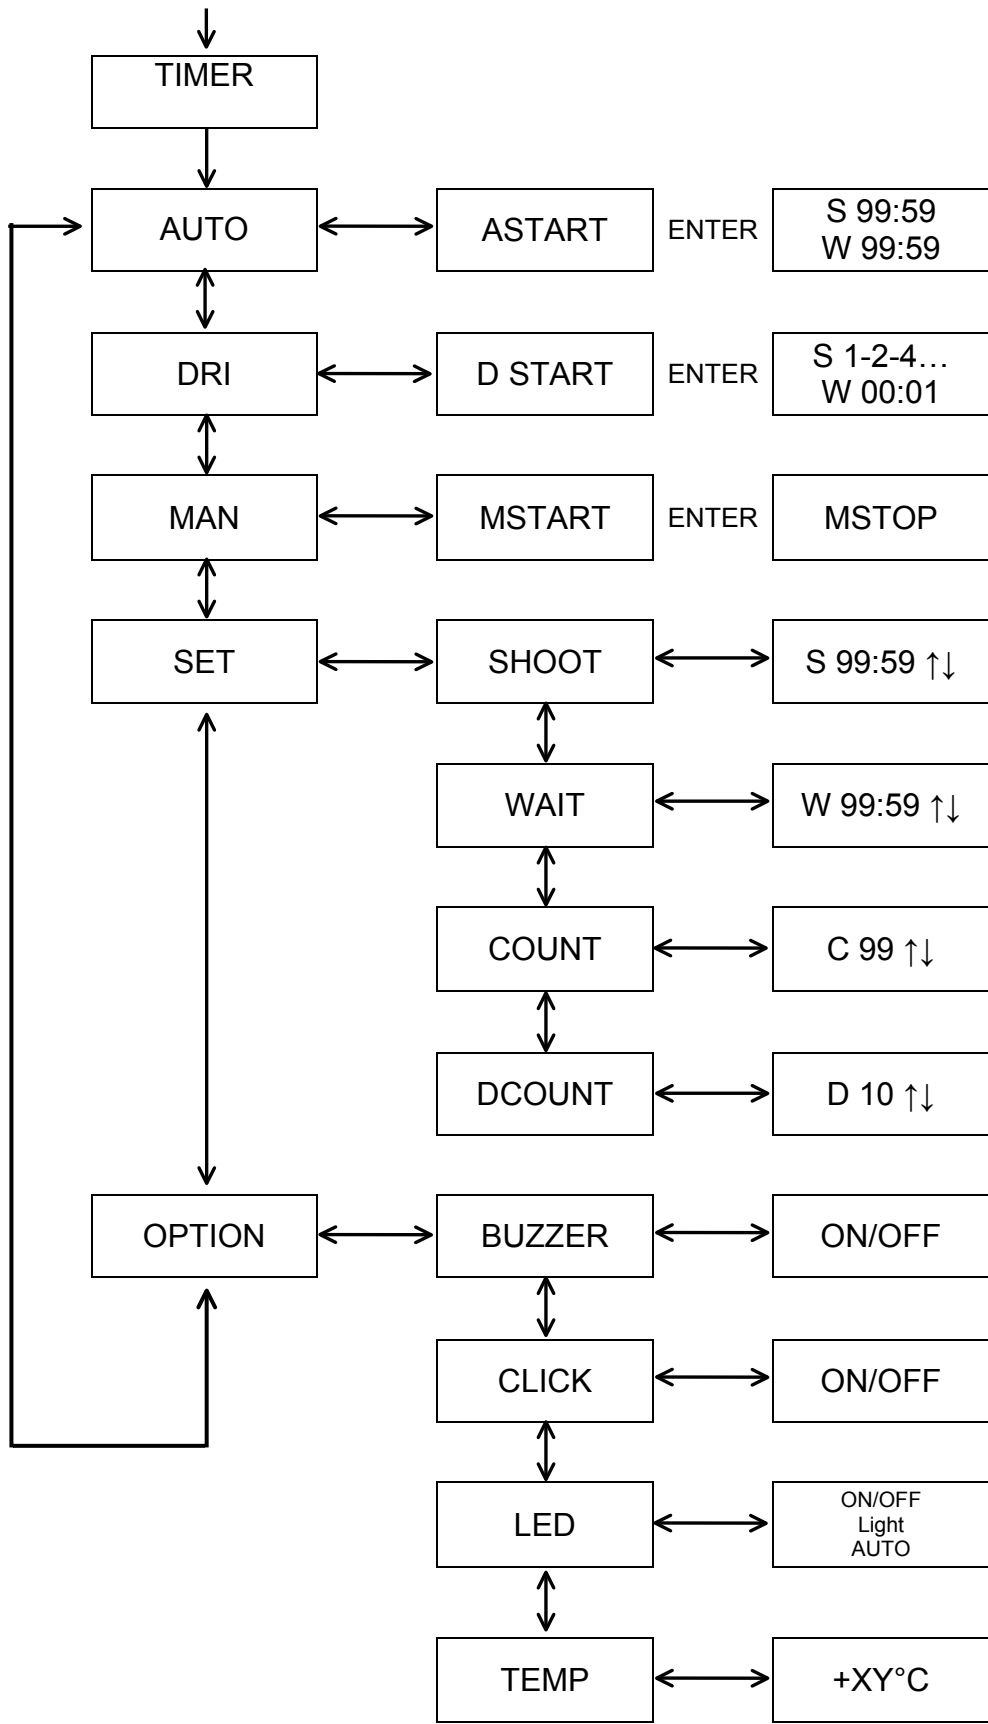 TIMER
AUTO
ASTART
ENTER
S 99:59
W 99:59
DRI
D START
ENTER
S 1-2-4…
W 00:01
MAN
MSTART
ENTER
MSTOP
SET
SHOOT
S 99:59 ↑↓
WAIT
W 99:59 ↑↓
COUNT
C 99 ↑↓
DCOUNT
D 10 ↑↓
OPTION
BUZZER
ON/OFF
CLICK
ON/OFF
LED
ON/OFF
Light
AUTO
TEMP
+XY°C